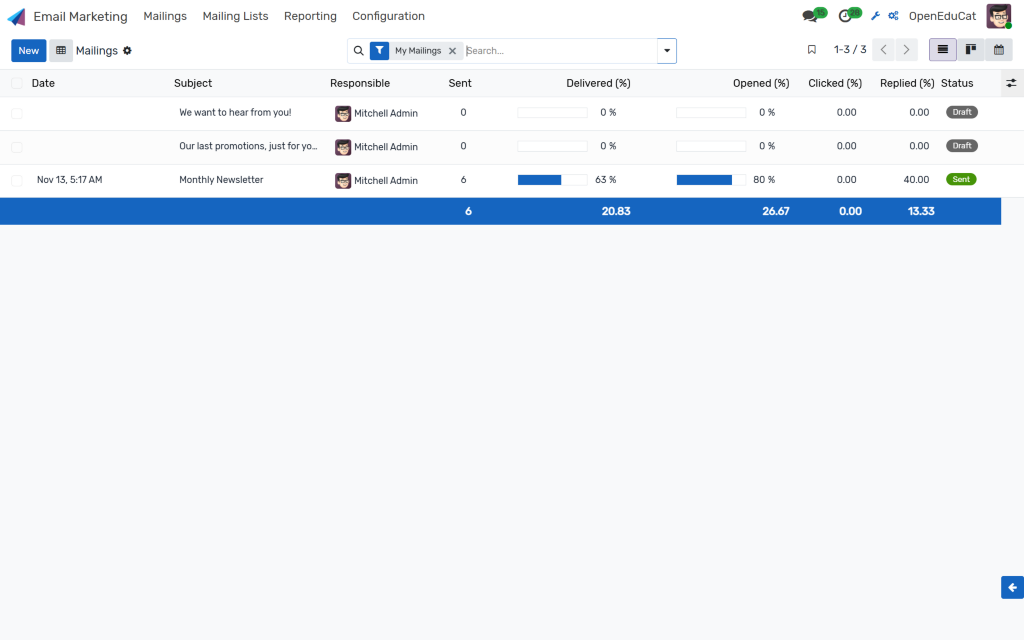 Email Marketing Mailings Mailing Lists Reporting Configuration 15 28 OpenEduCat
New Mailings My Mailings Search... 1-3 / 3
Date Subject Responsible Sent Delivered (%) Opened (%) Clicked (%) Replied (%) Status
We want to hear from you! Mitchell Admin 0 0 % 0 % 0.00 0.00 Draft
Our last promotions, just for yo... Mitchell Admin 0 0 % 0 % 0.00 0.00 Draft
Nov 13, 5:17 AM Monthly Newsletter Mitchell Admin 6 63 % 80 % 0.00 40.00 Sent
6 20.83 26.67 0.00 13.33